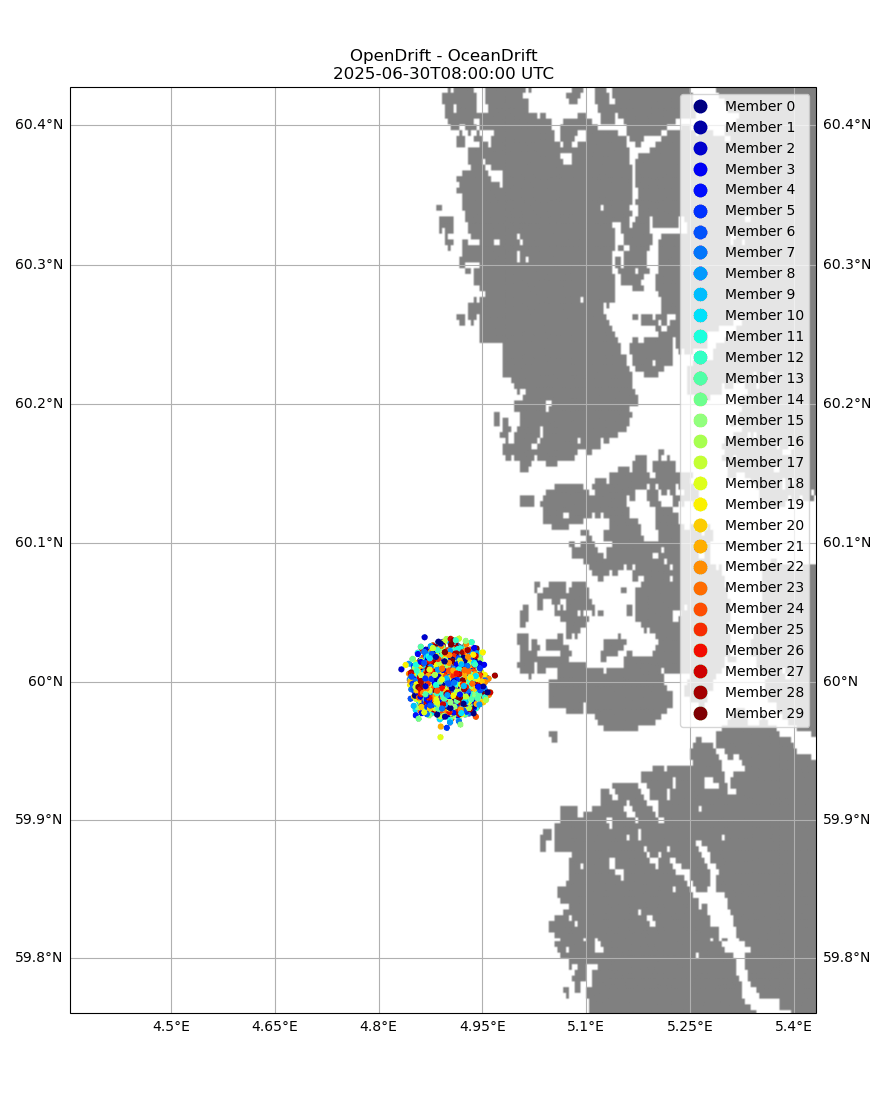 OpenDrift - OceanDrift
2025-06-30T08:00:00 UTC
60.4°N
60.3°N
60.2°N
60.1°N
60°N
59.9°N
59.8°N
Member 0
Member 1
Member 2
Member 3
Member 4
Member 5
Member 6
Member 7
Member 8
Member 9
Member 10
Member 11
Member 12
Member 13
Member 14
Member 15
Member 16
Member 17
Member 18
Member 19
Member 20
Member 21
Member 22
Member 23
Member 24
Member 25
Member 26
Member 27
Member 28
Member 29
60.4°N
60.3°N
60.2°N
60.1°N
60°N
59.9°N
59.8°N
4.5°E 4.65°E 4.8°E 4.95°E 5.1°E 5.25°E 5.4°E